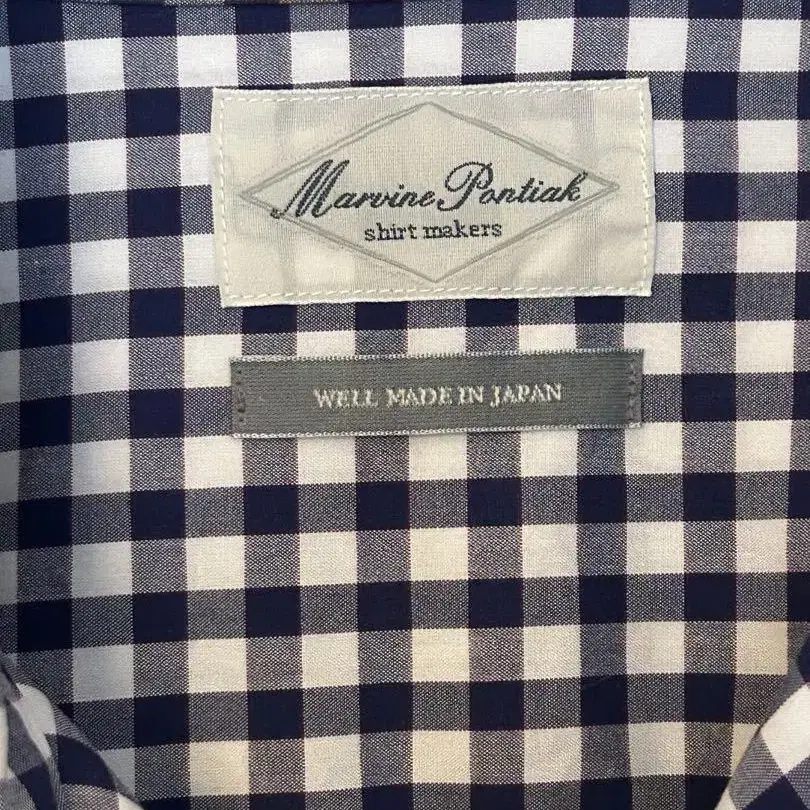 Marvine Pontiak
shirt makers
WELL MADE IN JAPAN